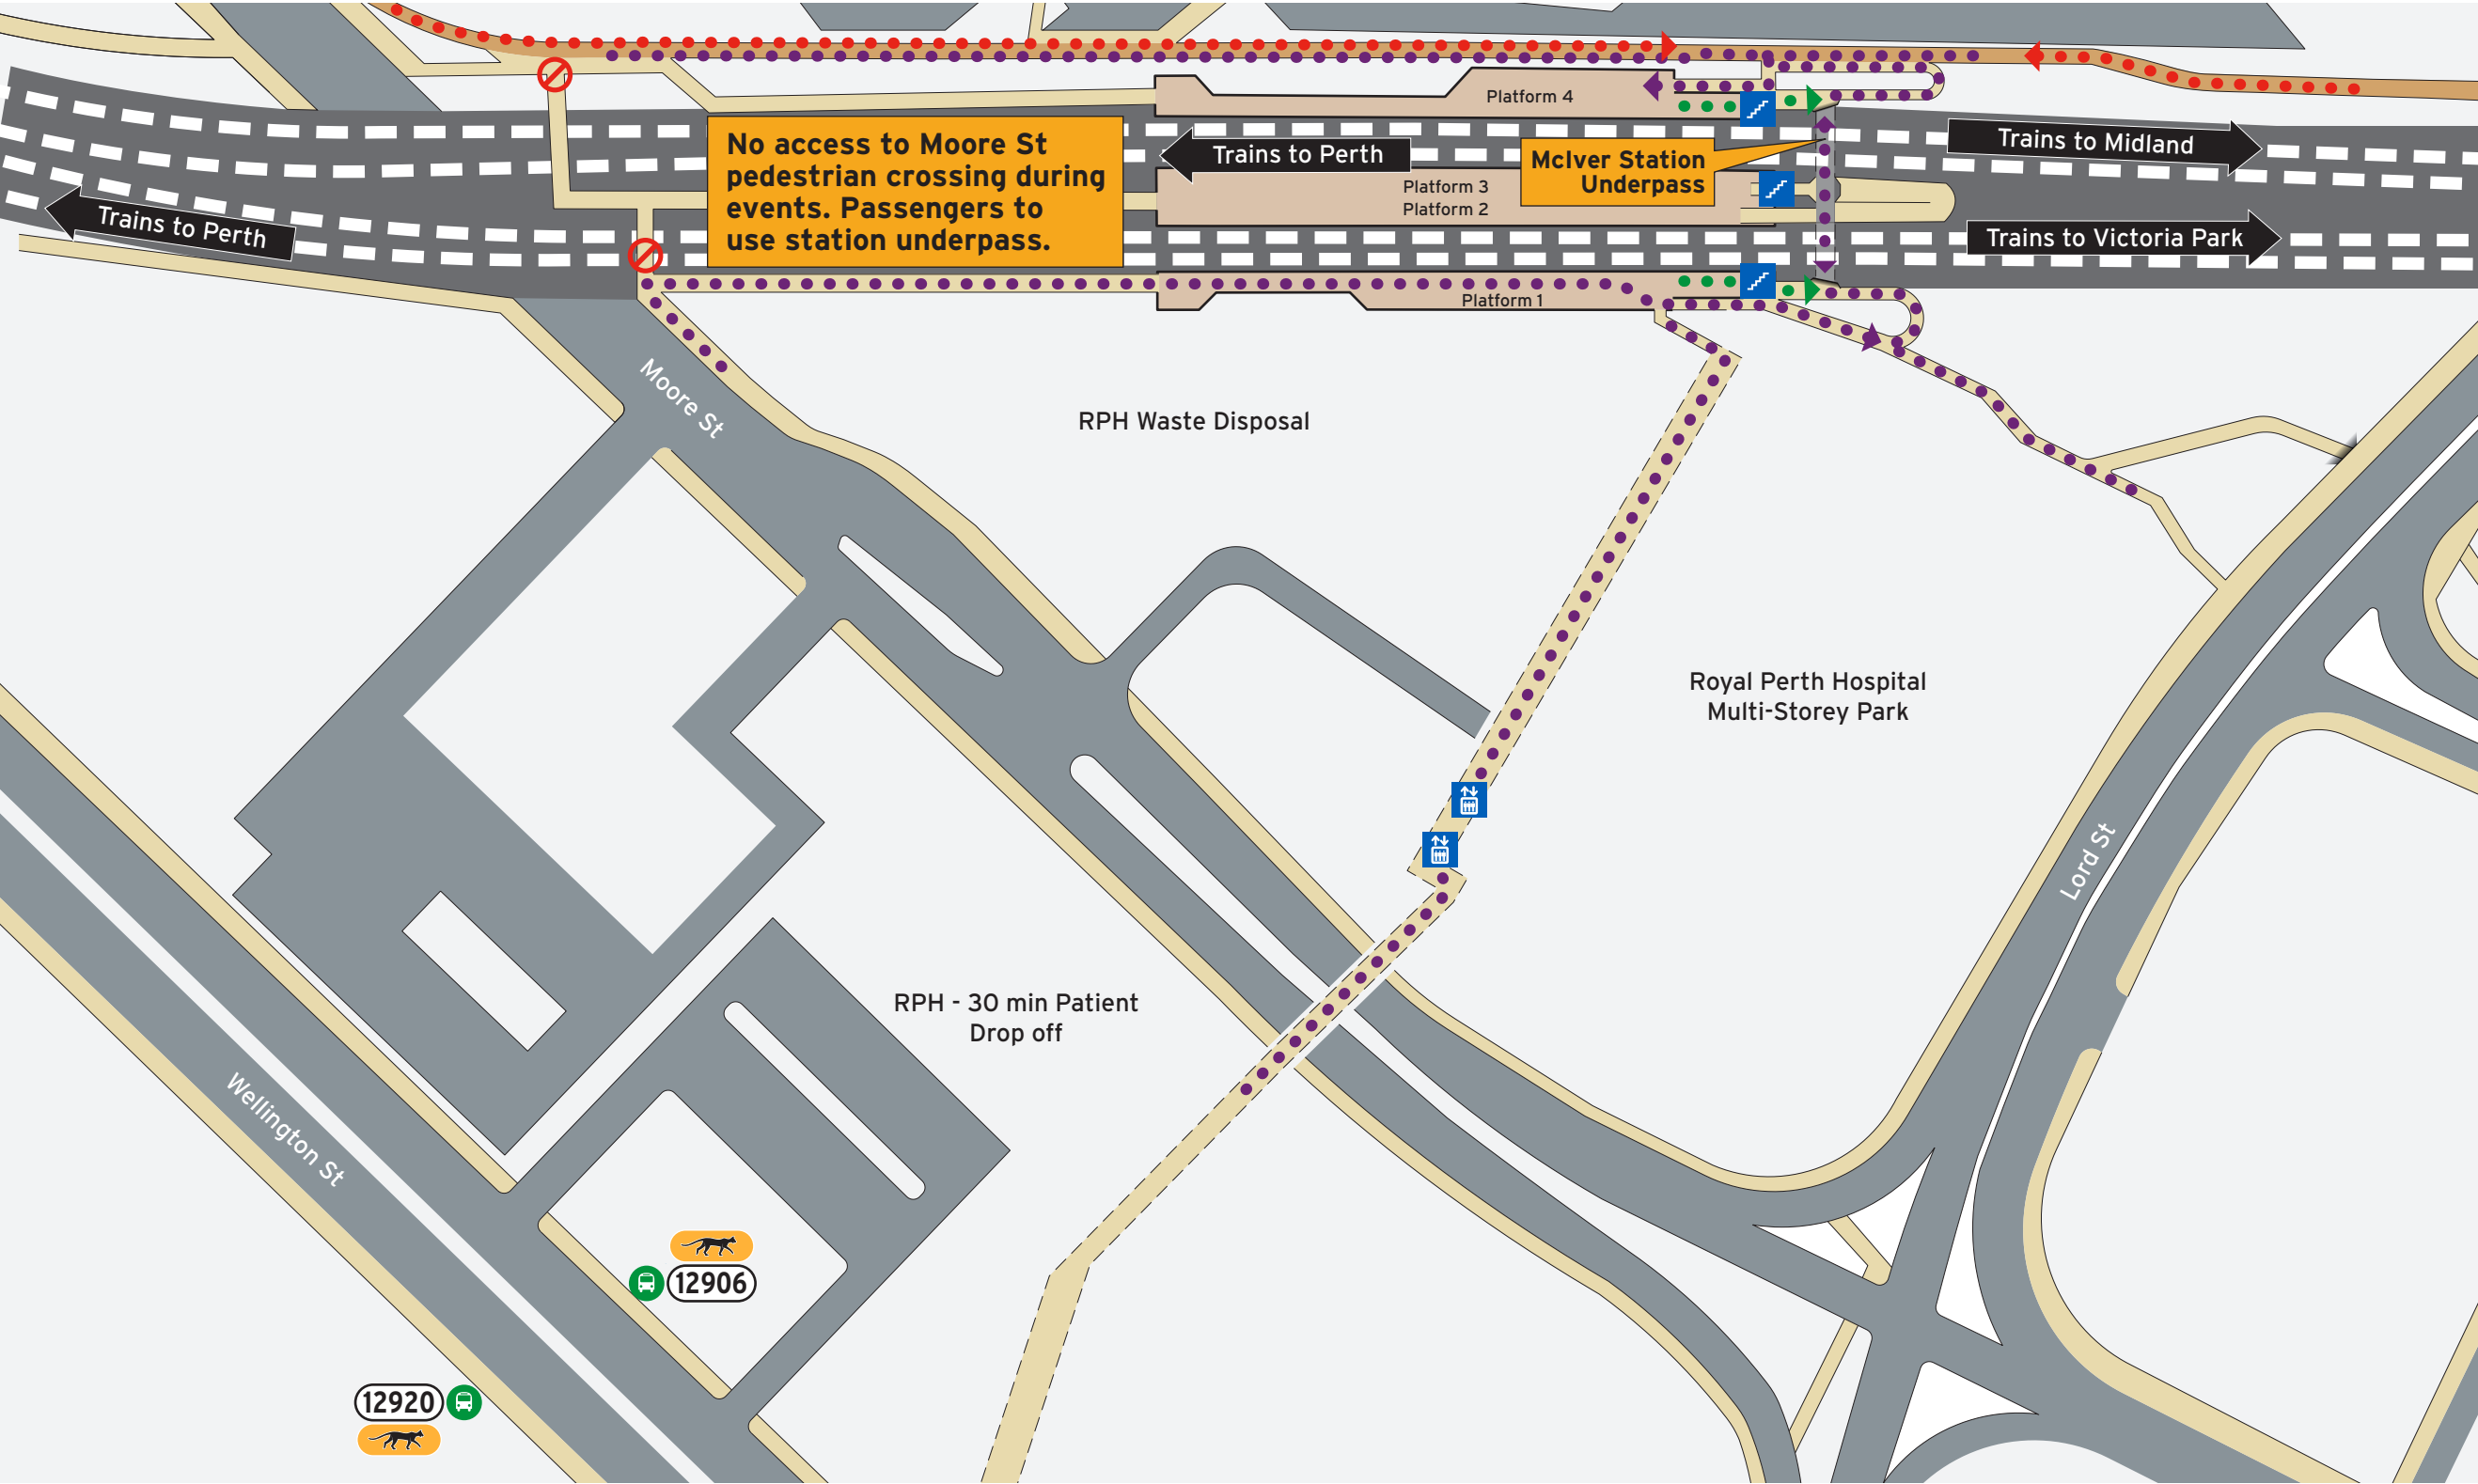 Platform 4
No access to Moore St
pedestrian crossing during
events. Passengers to
use station underpass.
Trains to Perth
McIver Station
Underpass
Trains to Midland
Platform 3
Platform 2
Trains to Perth
Trains to Victoria Park
Platform 1
Moore St
RPH Waste Disposal
Royal Perth Hospital
Multi-Storey Park
Lord St
RPH - 30 min Patient
Drop off
Wellington St
12906
12920